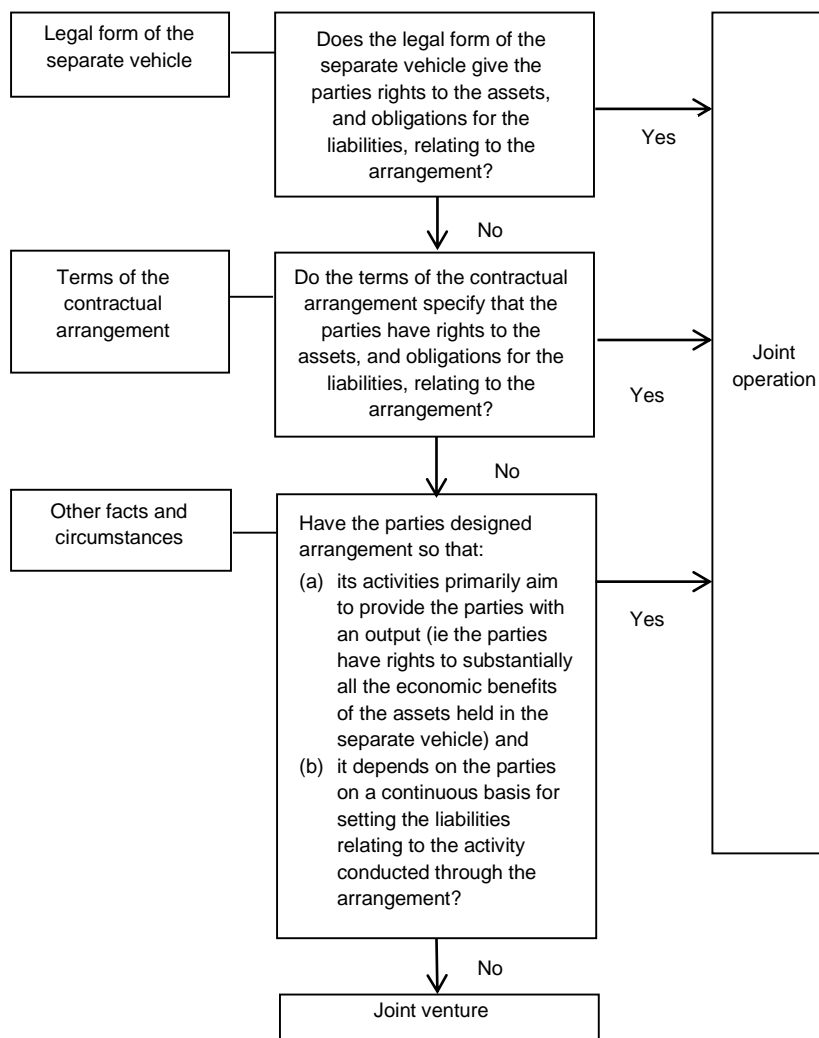 Legal form of the
separate vehicle
Does the legal form of the
separate vehicle give the
parties rights to the assets,
and obligations for the
liabilities, relating to the
arrangement?
Yes
No
Terms of the
contractual
arrangement
Do the terms of the contractual
arrangement specify that the
parties have rights to the
assets, and obligations for the
liabilities, relating to the
arrangement?
Yes
Joint
operation
No
Other facts and
circumstances
Have the parties designed
arrangement so that:
(a) its activities primarily aim
to provide the parties with
an output (ie the parties
have rights to substantially
all the economic benefits
of the assets held in the
separate vehicle) and
(b) it depends on the parties
on a continuous basis for
setting the liabilities
relating to the activity
conducted through the
arrangement?
Yes
No
Joint venture